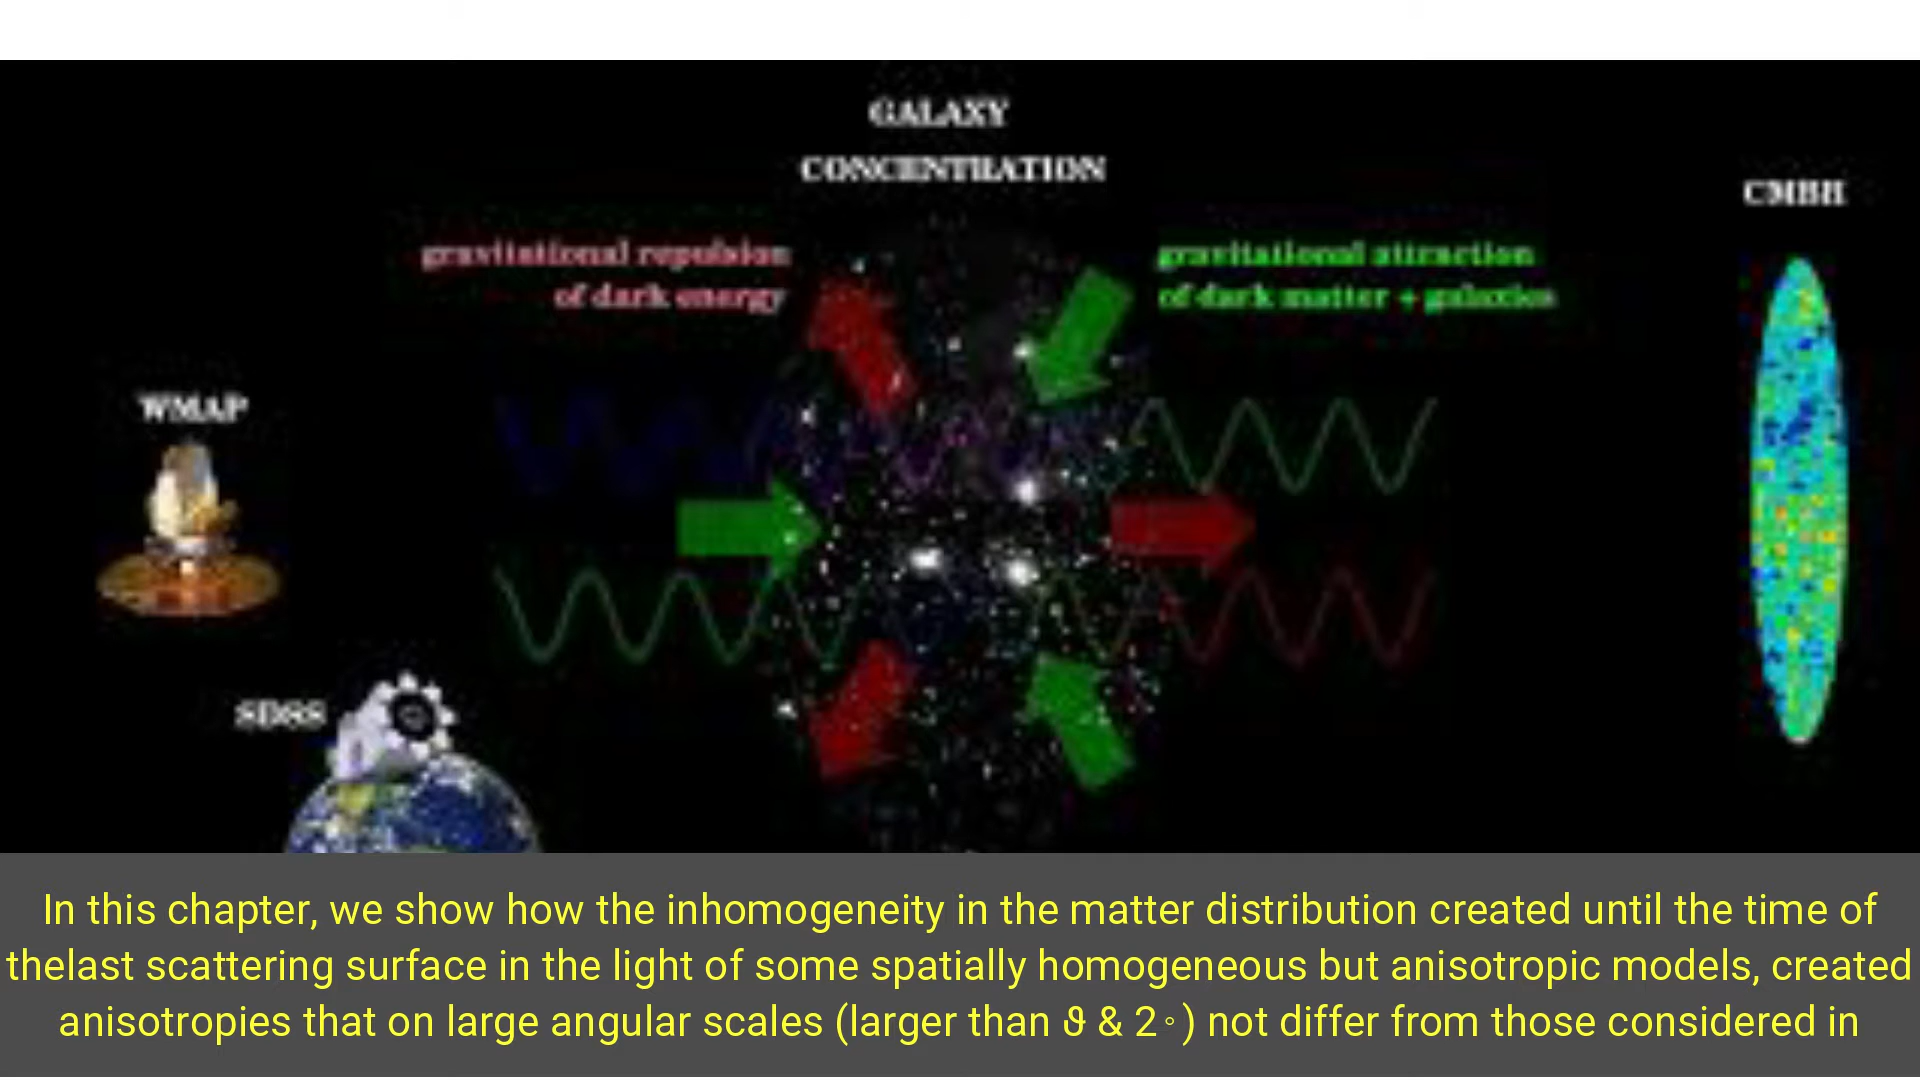 GALAXY
CONCENTRATION
CMBR
gravitational repulsion
of dark energy
gravitational attraction
of dark matter + galaxies
WMAP
SDSS
In this chapter, we show how the inhomogeneity in the matter distribution created until the time of
thelast scattering surface in the light of some spatially homogeneous but anisotropic models, created
anisotropies that on large angular scales (larger than ϑ & 2◦) not differ from those considered in